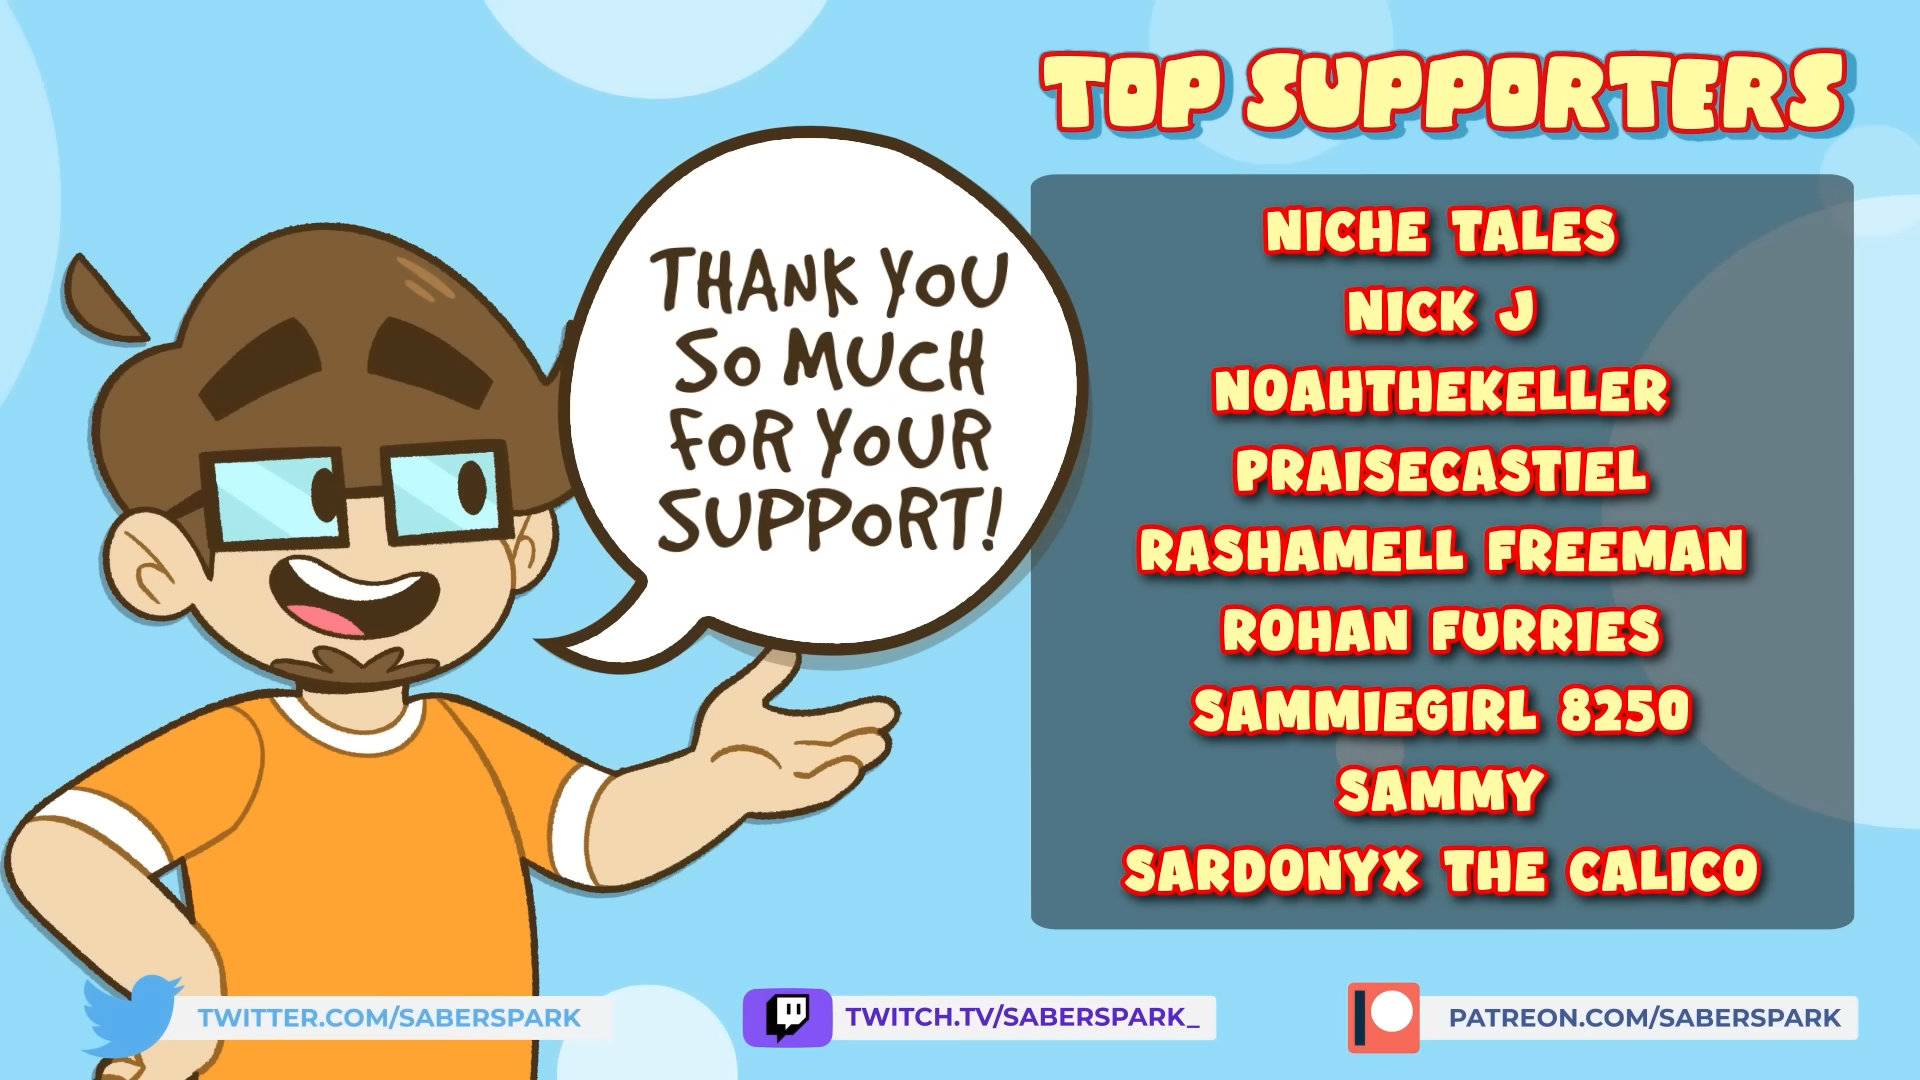 TOP SUPPORTERS
THANK YOU
SO MUCH
FOR YOUR
SUPPORT!
NICHE TALES
NICK J
NOAHTHEKELLER
PRAISECASTIEL
RASHAMELL FREEMAN
ROHAN FURRIES
SAMMIEGIRL 8250
SAMMY
SARDONYX THE CALICO
TWITTER.COM/SABERSPARK
TWITCH.TV/SABERSPARK_
PATREON.COM/SABERSPARK